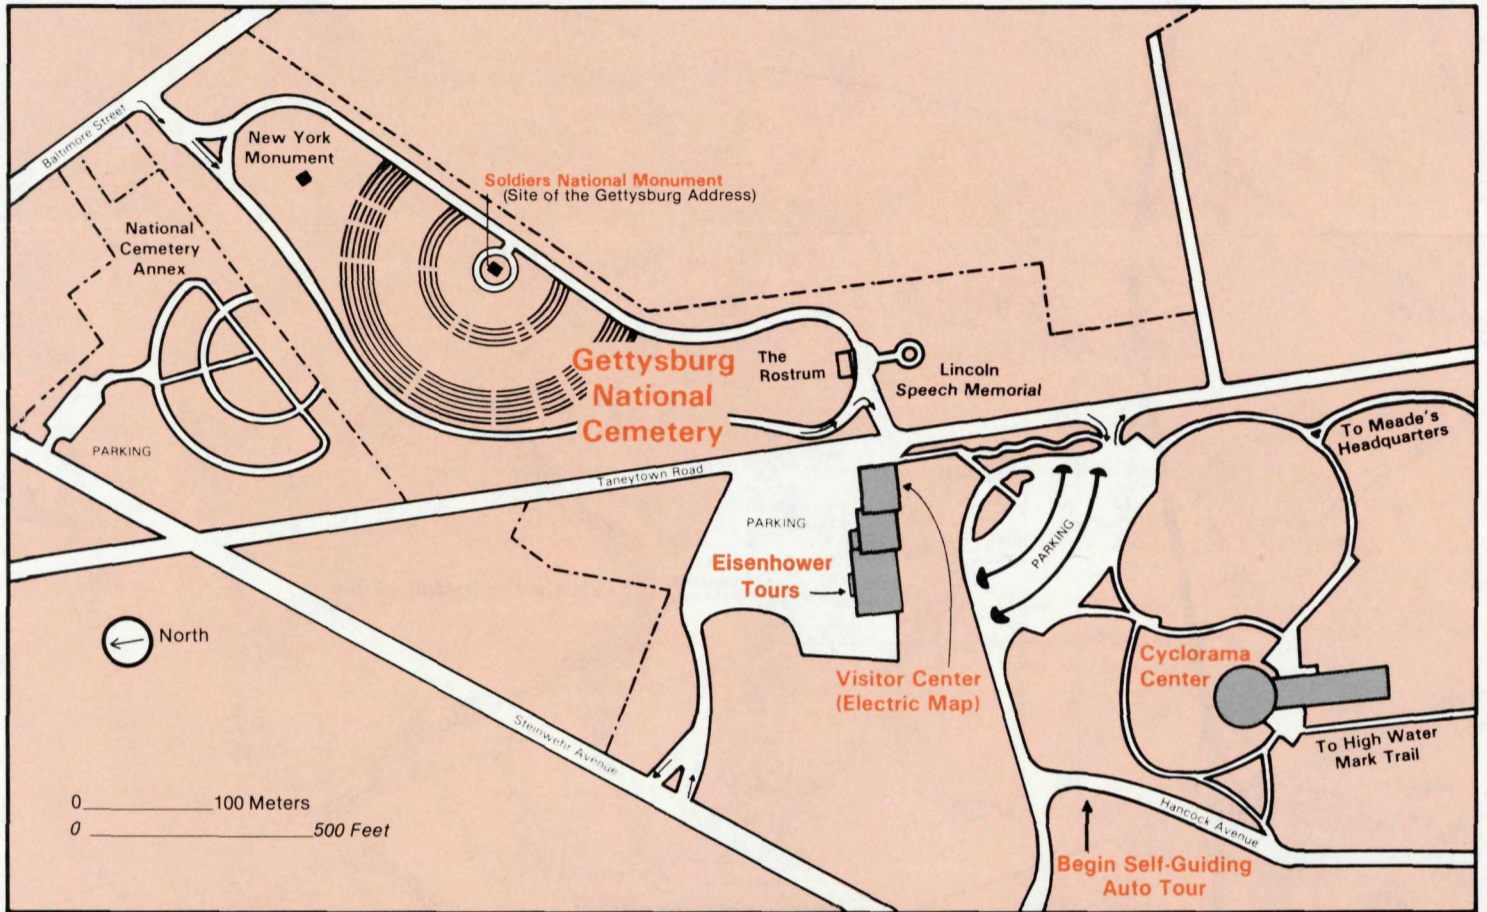 Baltimore Street
New York
Monument
Soldiers National Monument
(Site of the Gettysburg Address)
National
Cemetery
Annex
Gettysburg
National
Cemetery
The
Rostrum
Lincoln
Speech Memorial
To Meade's
Headquarters
PARKING
Taneytown Road
PARKING
PARKING
Eisenhower
Tours
North
Visitor Center
(Electric Map)
Cyclorama
Center
Steinwehr Avenue
To High Water
Mark Trail
0 100 Meters
0 500 Feet
Hancock Avenue
Begin Self-Guiding
Auto Tour